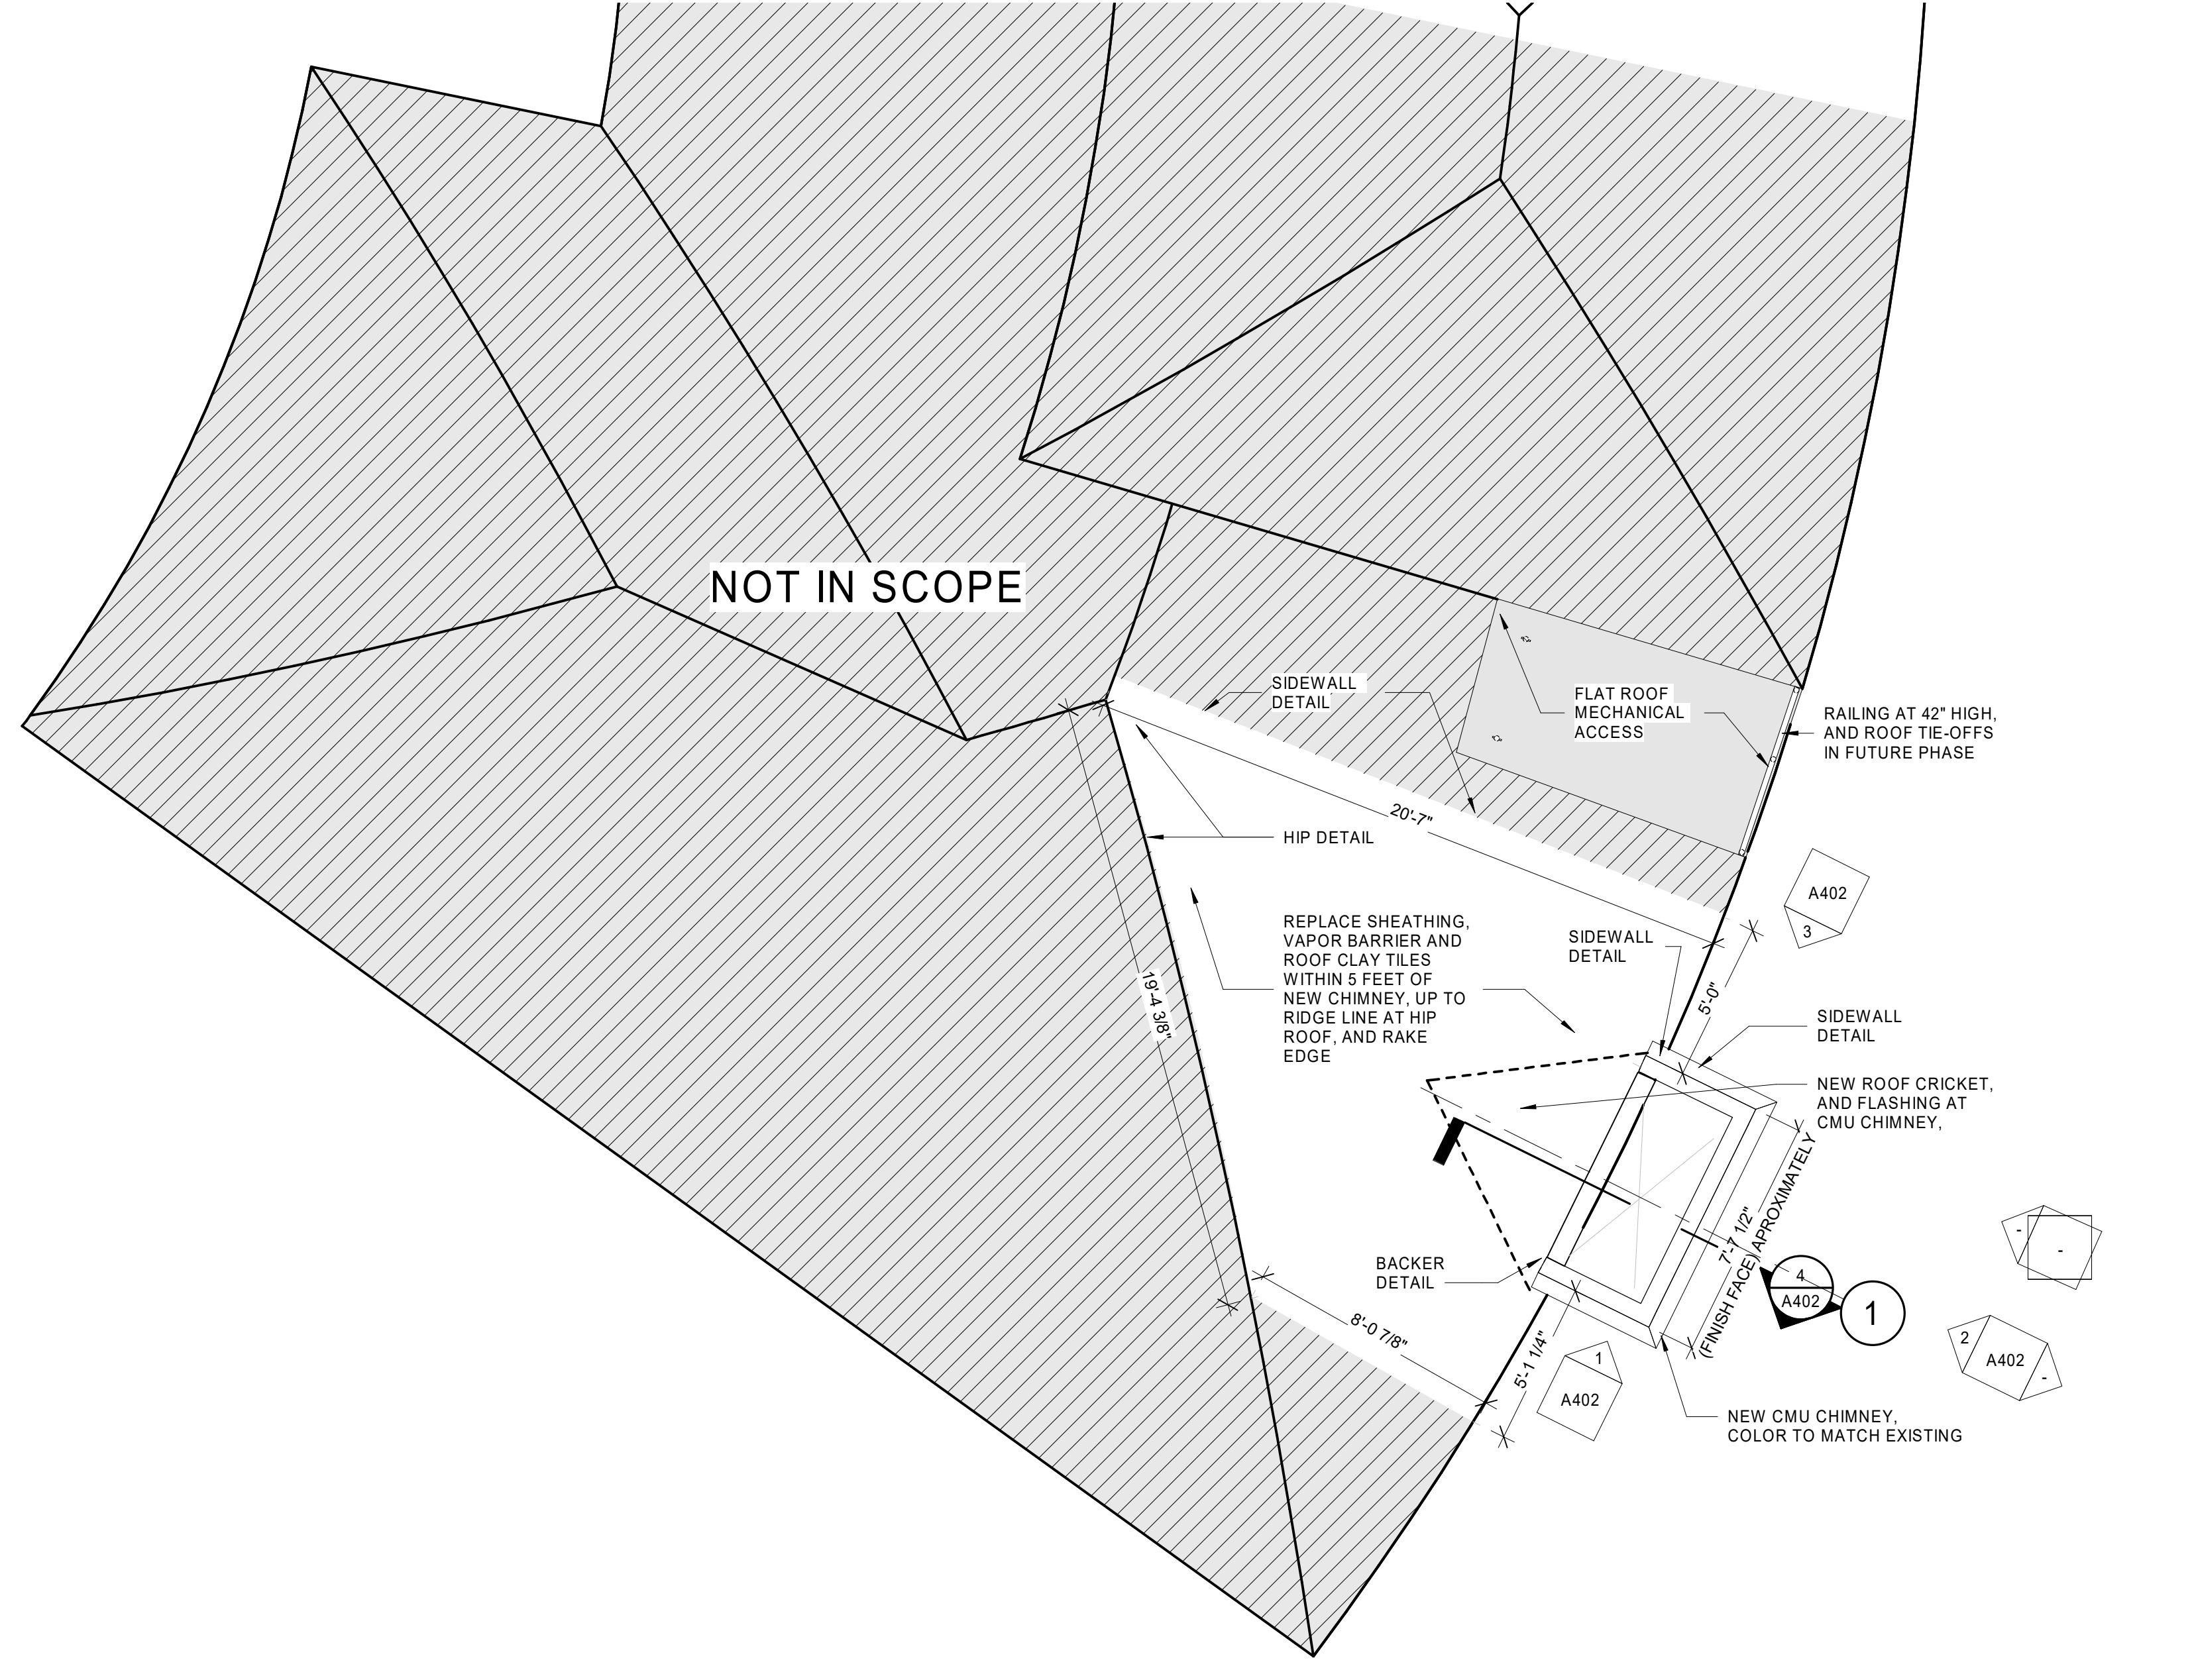 NOT IN SCOPE
SIDEWALL
DETAIL
FLAT ROOF
MECHANICAL
ACCESS
RAILING AT 42" HIGH,
AND ROOF TIE-OFFS
IN FUTURE PHASE
20'-7"
HIP DETAIL
A402
3
REPLACE SHEATHING,
VAPOR BARRIER AND
ROOF CLAY TILES
WITHIN 5 FEET OF
NEW CHIMNEY, UP TO
RIDGE LINE AT HIP
ROOF, AND RAKE
EDGE
SIDEWALL
DETAIL
19'-4 3/8"
5'-0"
SIDEWALL
DETAIL
NEW ROOF CRICKET,
AND FLASHING AT
CMU CHIMNEY,
7'-7 1/2"
(FINISH FACE) APROXIMATELY
BACKER
DETAIL
4
A402
1
-
-
8'-0 7/8"
5'-1 1/4"
1
A402
2
A402
-
NEW CMU CHIMNEY,
COLOR TO MATCH EXISTING